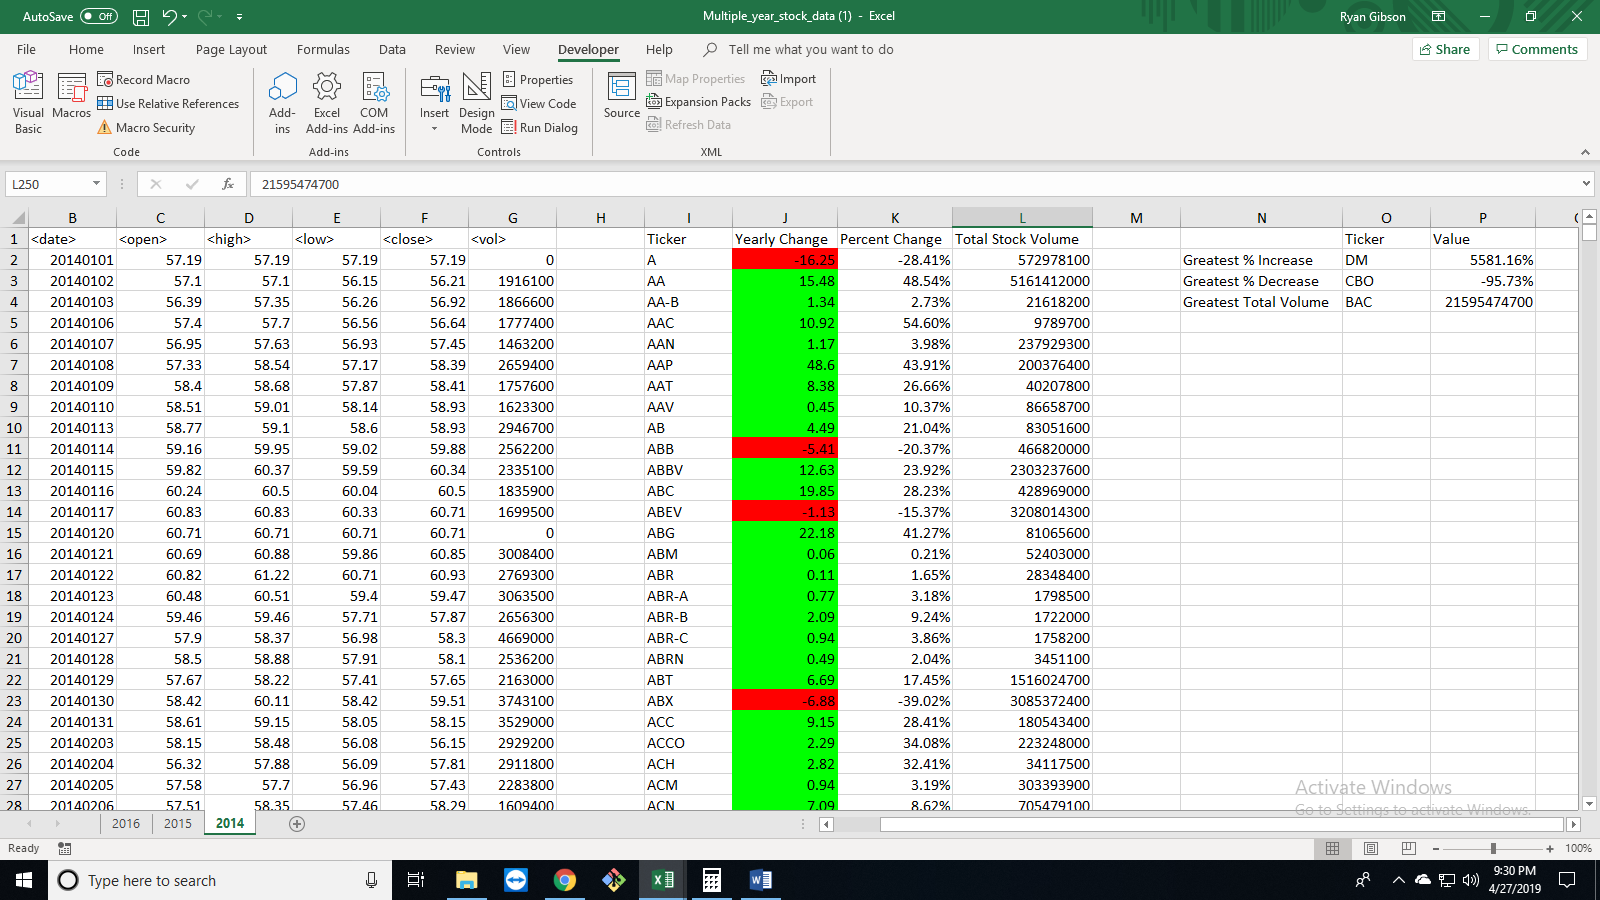 AutoSave Off Multiple_year_stock_data (1) - Excel Ryan Gibson
File Home Insert Page Layout Formulas Data Review View Developer Help Tell me what you want to do Share Comments
Visual Basic
Macros
Record Macro
Use Relative References
Macro Security
Code
Add-ins
Excel Add-ins
COM Add-ins
Add-ins
Insert
Design Mode
Properties
View Code
Run Dialog
Controls
Source
Map Properties
Expansion Packs
Refresh Data
Import
Export
XML
L250 fx 21595474700
B C D E F G H I J K L M N O P
1 <date> <open> <high> <low> <close> <vol> Ticker Yearly Change Percent Change Total Stock Volume Ticker Value
2 20140101 57.19 57.19 57.19 57.19 0 A -16.25 -28.41% 572978100 Greatest % Increase DM 5581.16%
3 20140102 57.1 57.1 56.15 56.21 1916100 AA 15.48 48.54% 5161412000 Greatest % Decrease CBO -95.73%
4 20140103 56.39 57.35 56.26 56.92 1866600 AA-B 1.34 2.73% 21618200 Greatest Total Volume BAC 21595474700
5 20140106 57.4 57.7 56.56 56.64 1777400 AAC 10.92 54.60% 9789700
6 20140107 56.95 57.63 56.93 57.45 1463200 AAN 1.17 3.98% 237929300
7 20140108 57.33 58.54 57.17 58.39 2659400 AAP 48.6 43.91% 200376400
8 20140109 58.4 58.68 57.87 58.41 1757600 AAT 8.38 26.66% 40207800
9 20140110 58.51 59.01 58.14 58.93 1623300 AAV 0.45 10.37% 86658700
10 20140113 58.77 59.1 58.6 58.93 2946700 AB 4.49 21.04% 83051600
11 20140114 59.16 59.95 59.02 59.88 2562200 ABB -5.41 -20.37% 466820000
12 20140115 59.82 60.37 59.59 60.34 2335100 ABBV 12.63 23.92% 2303237600
13 20140116 60.24 60.5 60.04 60.5 1835900 ABC 19.85 28.23% 428969000
14 20140117 60.83 60.83 60.33 60.71 1699500 ABEV -1.13 -15.37% 3208014300
15 20140120 60.71 60.71 60.71 60.71 0 ABG 22.18 41.27% 81065600
16 20140121 60.69 60.88 59.86 60.85 3008400 ABM 0.06 0.21% 52403000
17 20140122 60.82 61.22 60.71 60.93 2769300 ABR 0.11 1.65% 28348400
18 20140123 60.48 60.51 59.4 59.47 3063500 ABR-A 0.77 3.18% 1798500
19 20140124 59.46 59.46 57.71 57.87 2656300 ABR-B 2.09 9.24% 1722000
20 20140127 57.9 58.37 56.98 58.3 4669000 ABR-C 0.94 3.86% 1758200
21 20140128 58.5 58.88 57.91 58.1 2536200 ABRN 0.49 2.04% 3451100
22 20140129 57.67 58.22 57.41 57.65 2163000 ABT 6.69 17.45% 1516024700
23 20140130 58.42 60.11 58.42 59.51 3743100 ABX -6.88 -39.02% 3085372400
24 20140131 58.61 59.15 58.05 58.15 3529000 ACC 9.15 28.41% 180543400
25 20140203 58.15 58.48 56.08 56.15 2929200 ACCO 2.29 34.08% 223248000
26 20140204 56.32 57.88 56.09 57.81 2911800 ACH 2.82 32.41% 34117500
27 20140205 57.58 57.7 56.96 57.43 2283800 ACM 0.94 3.19% 303393900
28 20140206 57.51 58.35 57.46 58.29 1609400 ACN 7.09 8.62% 705479100
Activate Windows
Go to Settings to activate Windows.
2016 2015 2014
Ready 100%
Type here to search
9:30 PM
4/27/2019